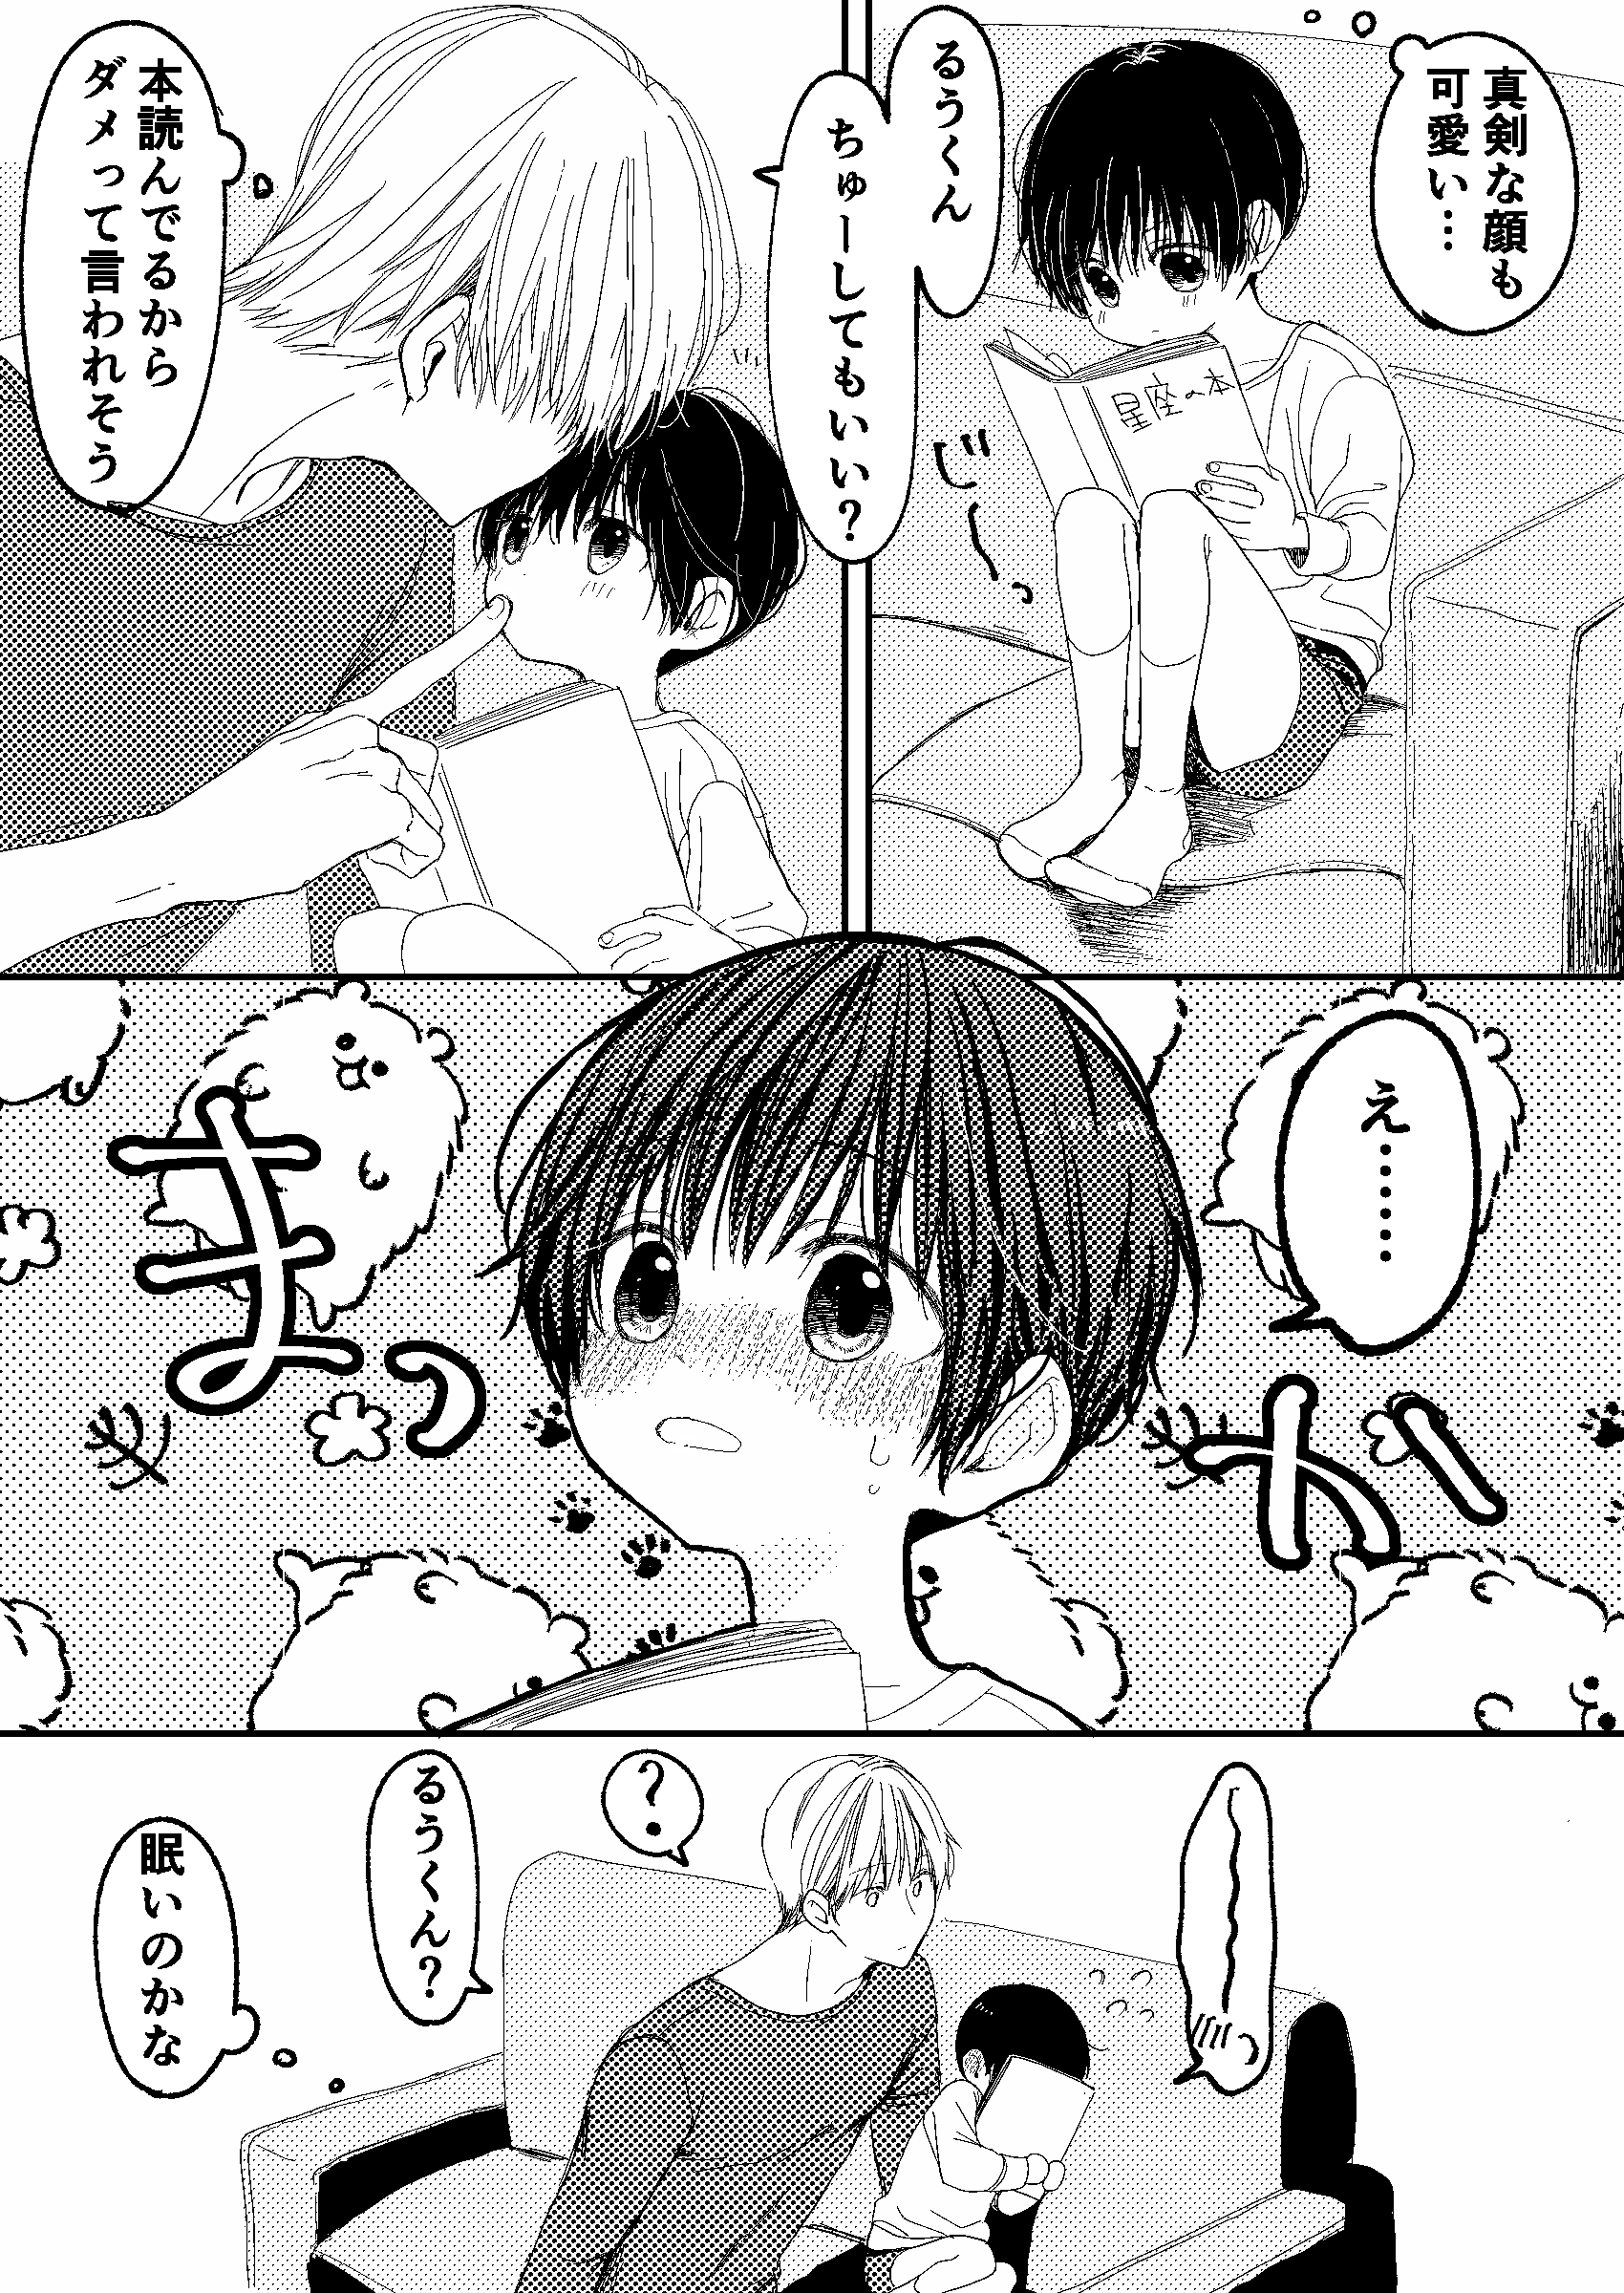 真剣な顔も
可愛い…
星座の本
じ〜っ
るうくん
ちゅーしてもいい？
本読んでるから
ダメって言われそう
え……
かーまっ
？
るうくん？
眠いのかな